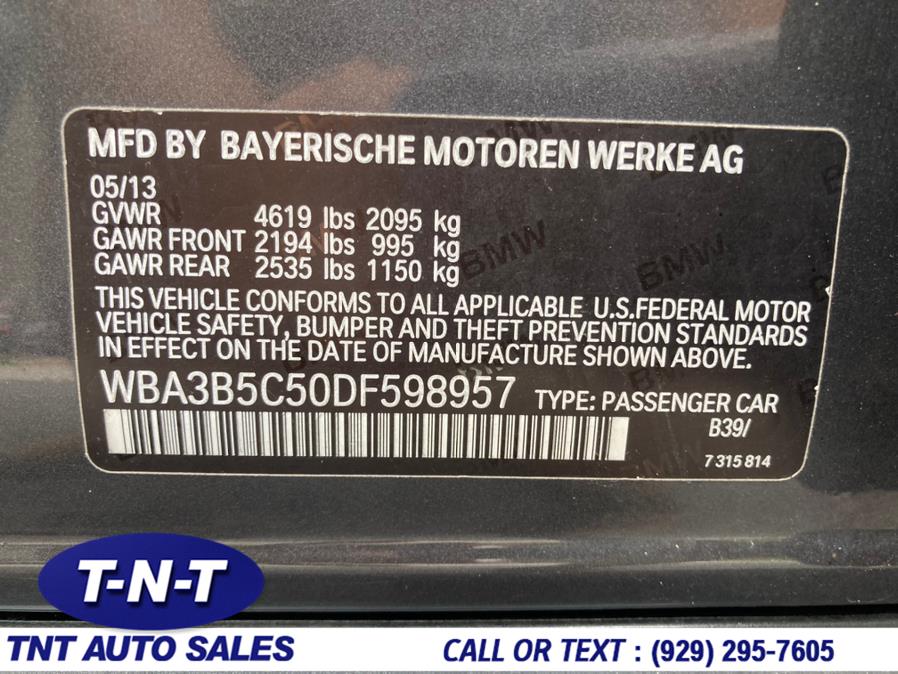 MFD BY BAYERISCHE MOTOREN WERKE AG
05/13
GVWR 4619 lbs 2095 kg
GAWR FRONT 2194 lbs 995 kg
GAWR REAR 2535 lbs 1150 kg
THIS VEHICLE CONFORMS TO ALL APPLICABLE U.S.FEDERAL MOTOR
VEHICLE SAFETY, BUMPER AND THEFT PREVENTION STANDARDS
IN EFFECT ON THE DATE OF MANUFACTURE SHOWN ABOVE.
WBA3B5C50DF598957 TYPE: PASSENGER CAR
B39/
7 315 814
BMW
BMW
T-N-T
TNT AUTO SALES
CALL OR TEXT : (929) 295-7605